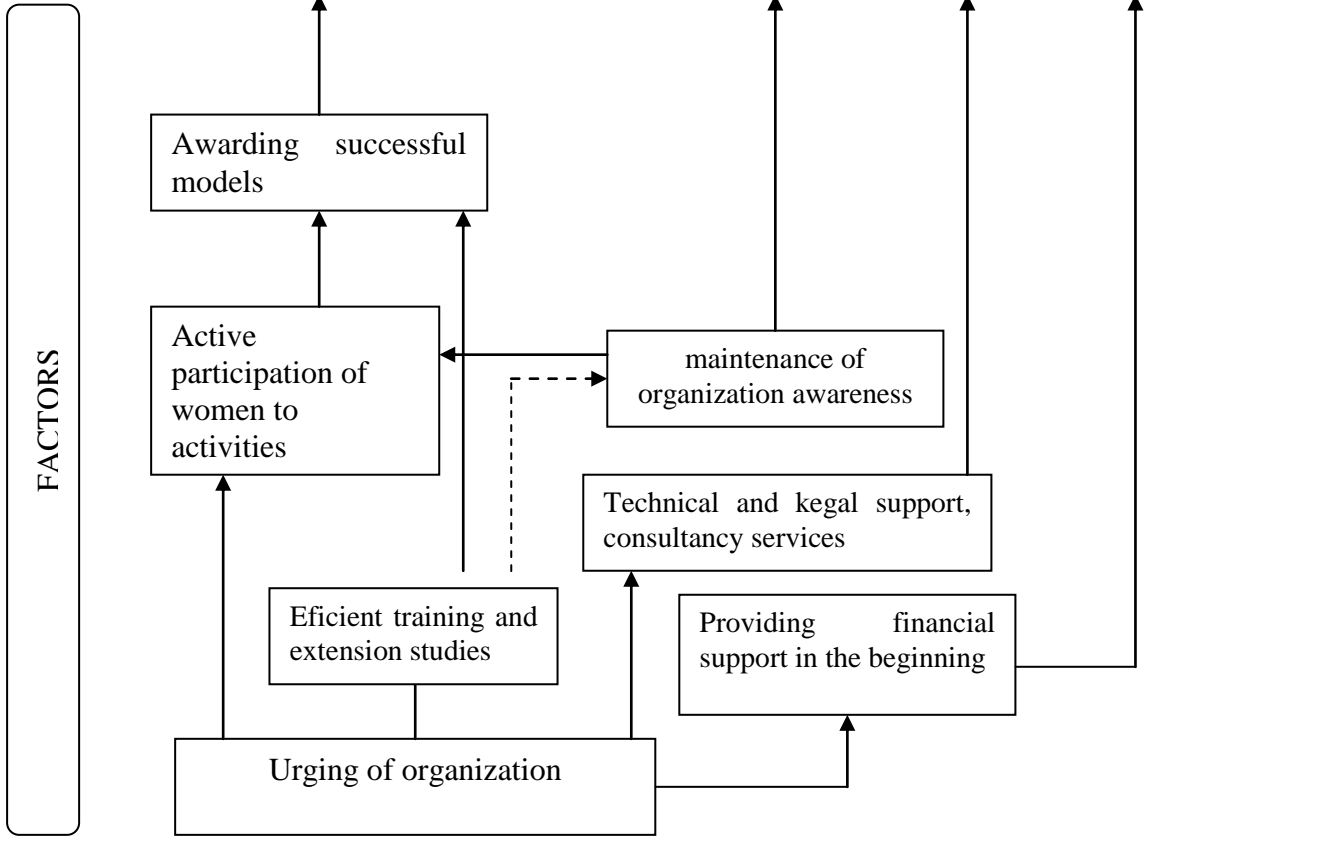 FACTORS
Awarding successful
models
Active
participation of
women to
activities
maintenance of
organization awareness
Technical and kegal support,
consultancy services
Eficient training and
extension studies
Providing financial
support in the beginning
Urging of organization